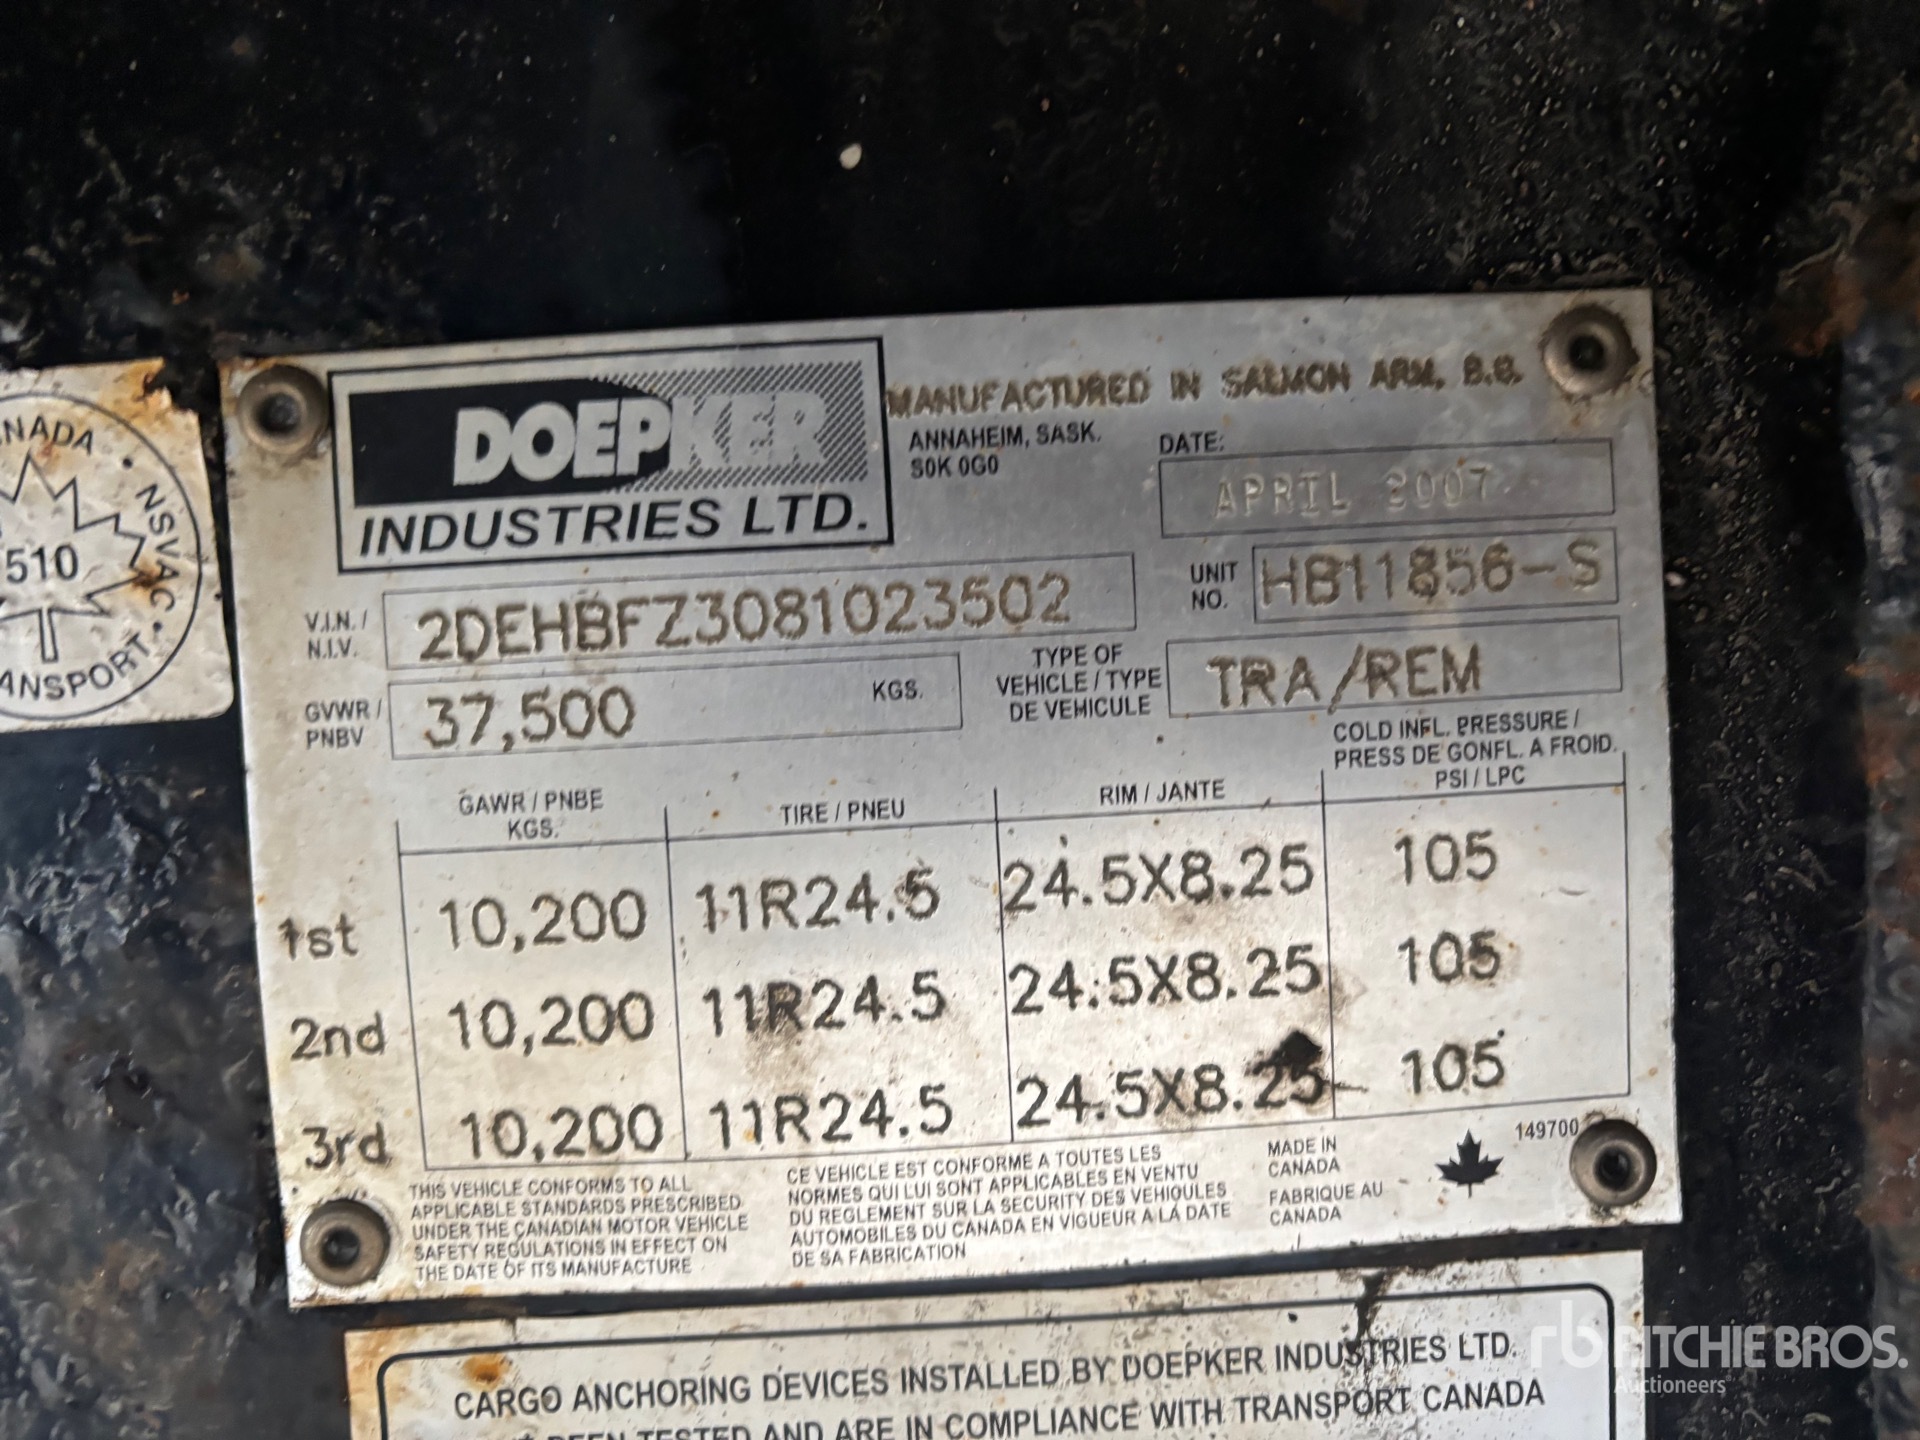 DOEPKER
INDUSTRIES LTD.
MANUFACTURED IN SALMON ARM, B.C.
ANNAHEIM, SASK.
S0K 0G0
DATE:
APRIL 2007
V.I.N. /
N.I.V.
2DEHBFZ3081023502
UNIT
NO.
HB11856-S
GVWR /
PNBV
37,500 KGS.
TYPE OF
VEHICLE / TYPE
DE VEHICULE
TRA/REM
GAWR / PNBE
KGS.
TIRE / PNEU
RIM / JANTE
COLD INFL. PRESSURE /
PRESS DE GONFL. A FROID.
PSI / LPC
1st 10,200 11R24.5 24.5X8.25 105
2nd 10,200 11R24.5 24.5X8.25 105
3rd 10,200 11R24.5 24.5X8.25 105
THIS VEHICLE CONFORMS TO ALL
APPLICABLE STANDARDS PRESCRIBED
UNDER THE CANADIAN MOTOR VEHICLE
SAFETY REGULATIONS IN EFFECT ON
THE DATE OF ITS MANUFACTURE
CE VEHICLE EST CONFORME A TOUTES LES
NORMES QUI LUI SONT APPLICABLES EN VENTU
DU REGLEMENT SUR LA SECURITY DES VEHIOULES
AUTOMOBILES DU CANADA EN VIGUEUR A LA DATE
DE SA FABRICATION
MADE IN
CANADA
FABRIQUE AU
CANADA
149700
NADA
510
NSVAC
ANSPORT
CARGO ANCHORING DEVICES INSTALLED BY DOEPKER INDUSTRIES LTD.
BEEN TESTED AND ARE IN COMPLIANCE WITH TRANSPORT CANADA
rb RITCHIE BROS.
Auctioneers